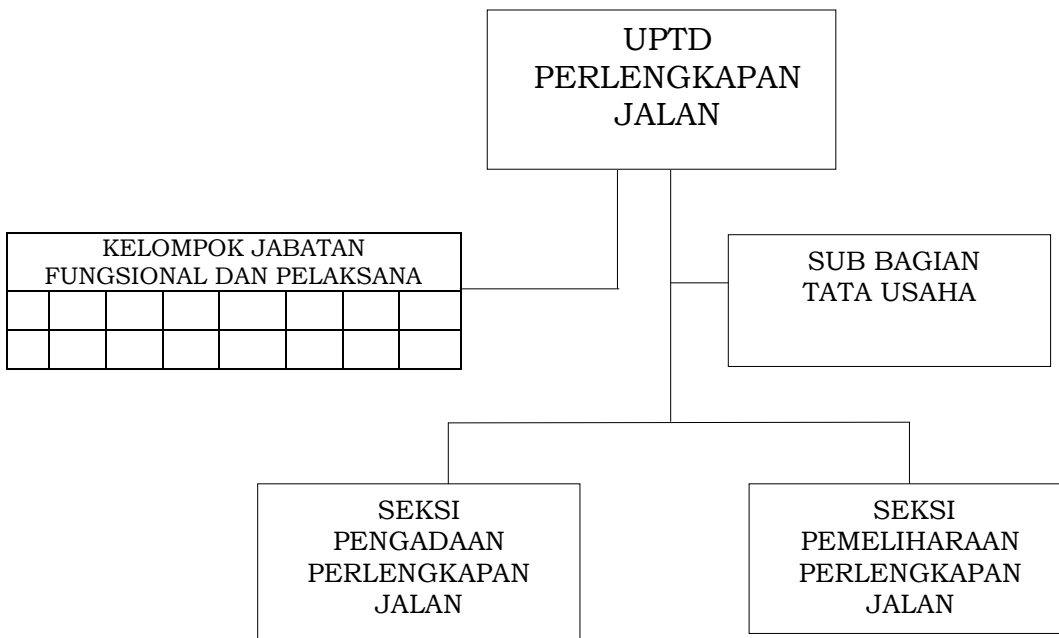 UPTD
PERLENGKAPAN
JALAN
KELOMPOK JABATAN
FUNGSIONAL DAN PELAKSANA
SUB BAGIAN
TATA USAHA
SEKSI
PENGADAAN
PERLENGKAPAN
JALAN
SEKSI
PEMELIHARAAN
PERLENGKAPAN
JALAN